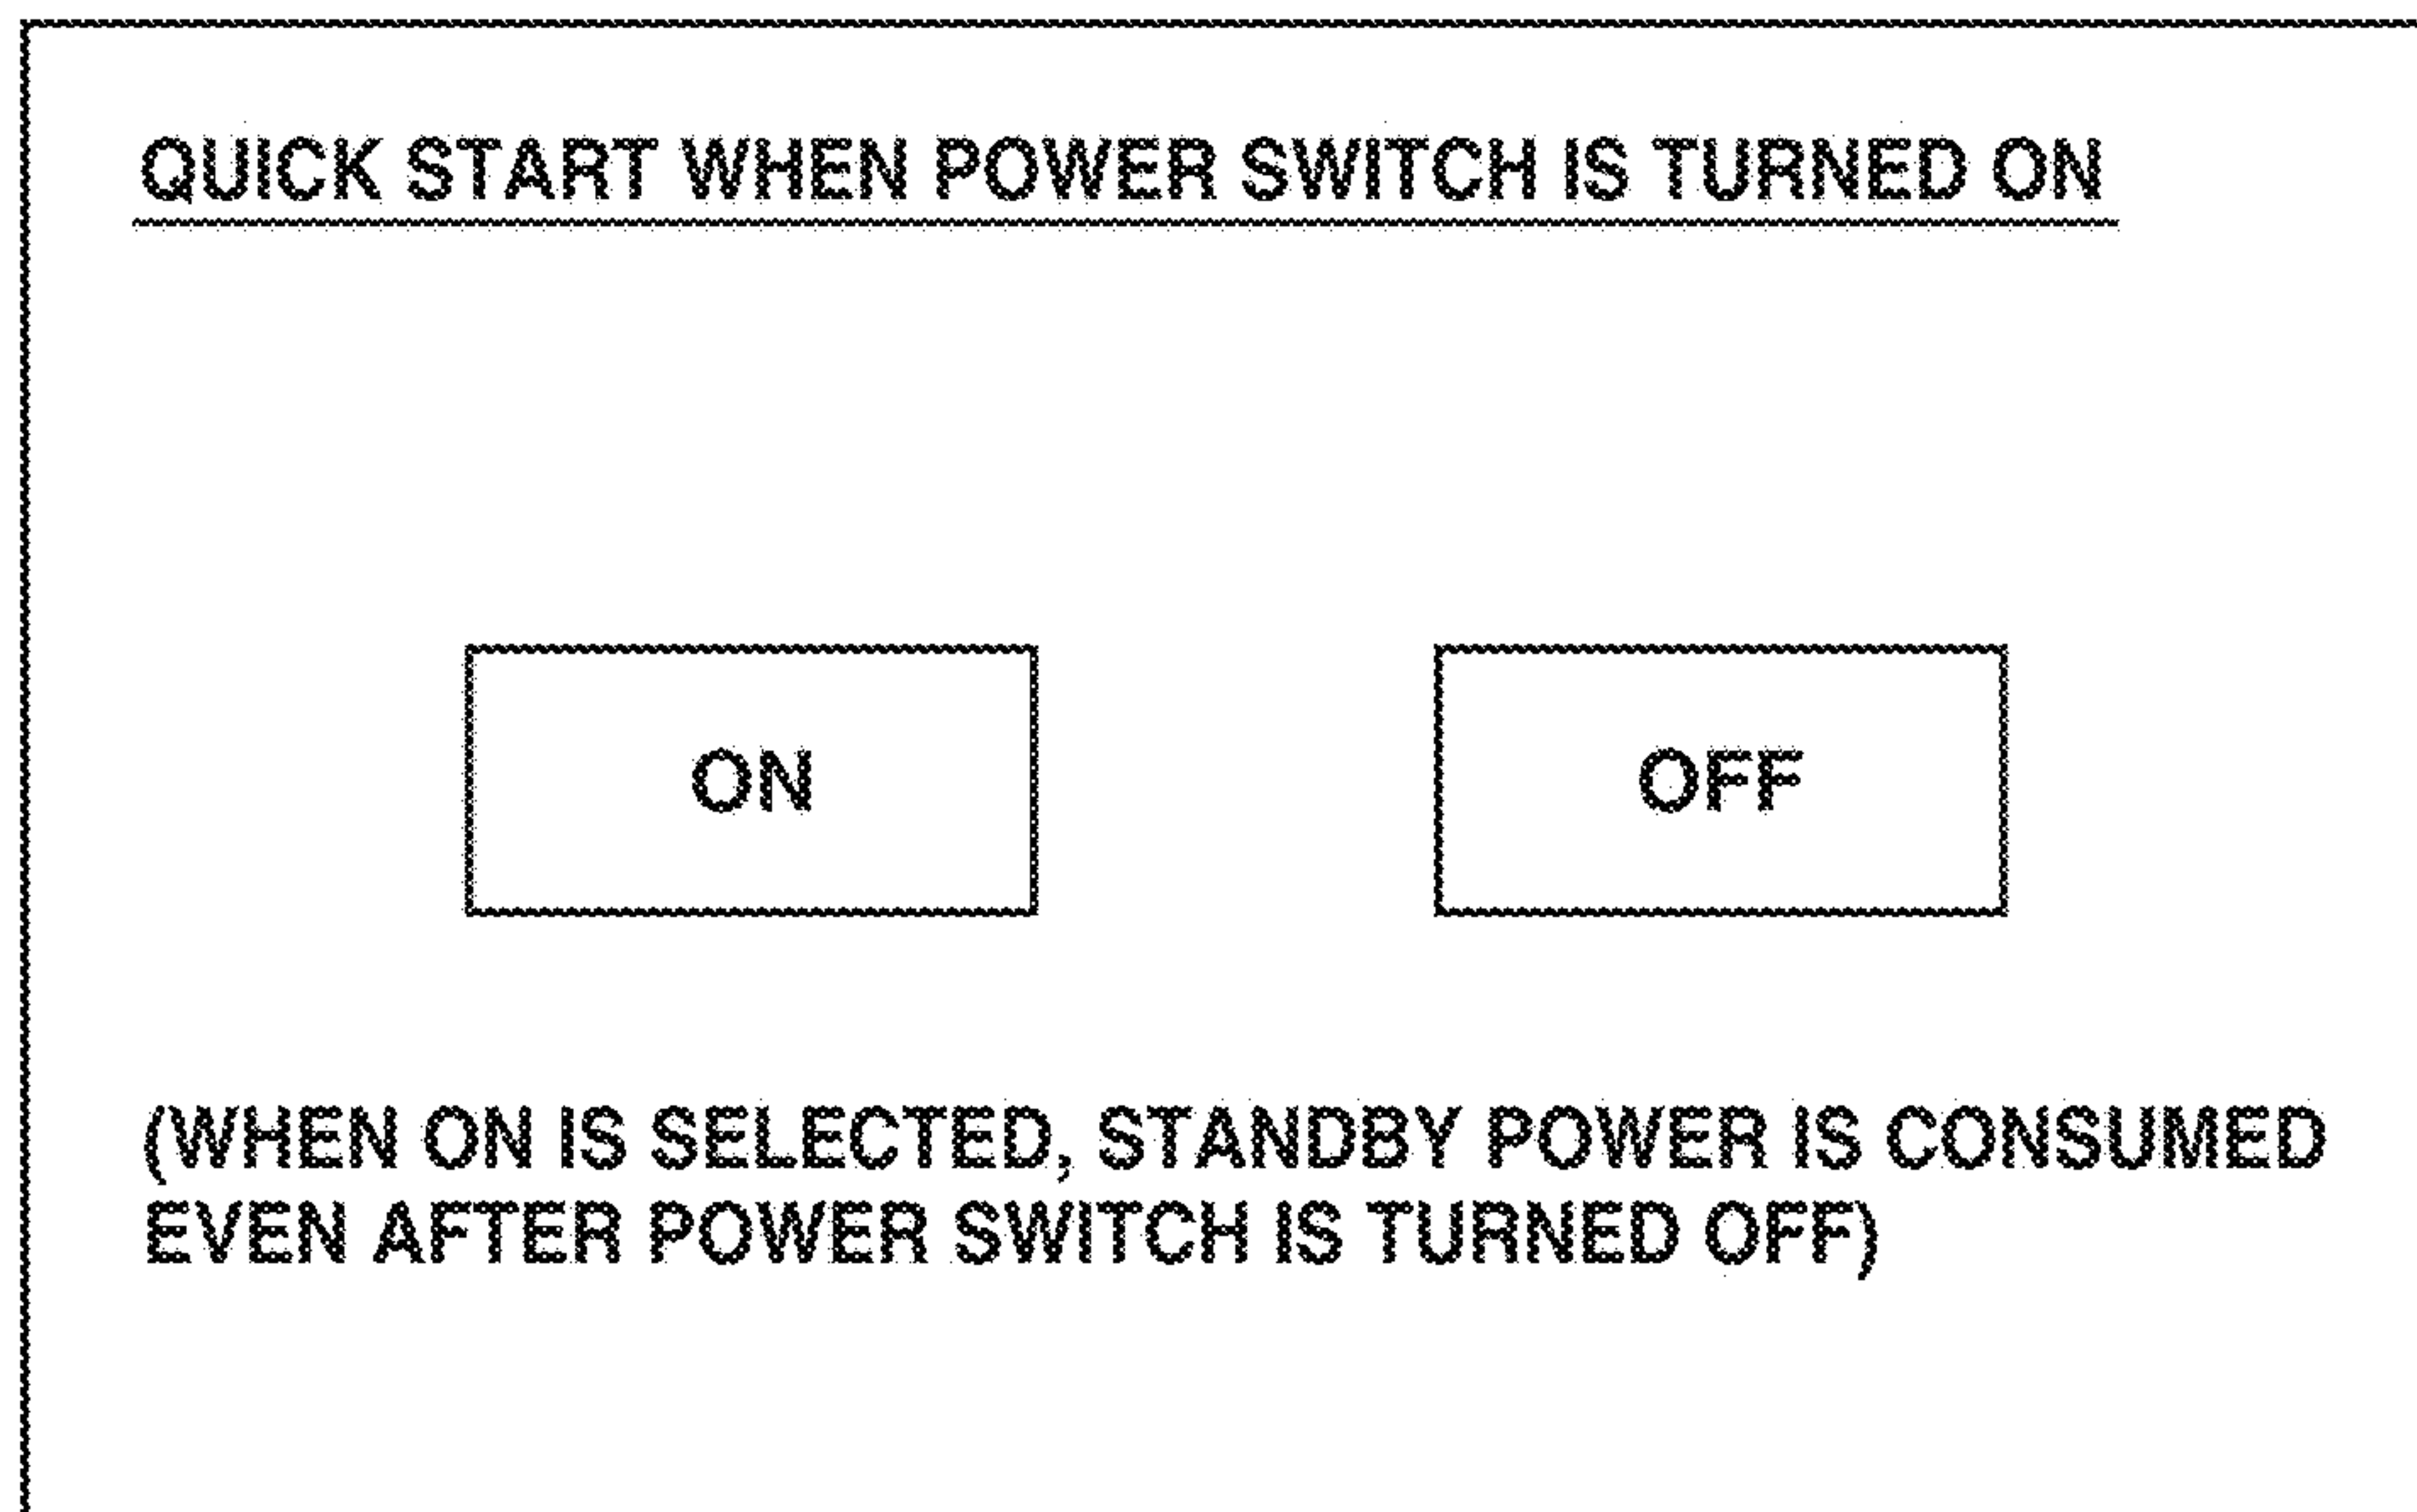 QUICK START WHEN POWER SWITCH IS TURNED ON
ON
OFF
(WHEN ON IS SELECTED, STANDBY POWER IS CONSUMED
EVEN AFTER POWER SWITCH IS TURNED OFF)